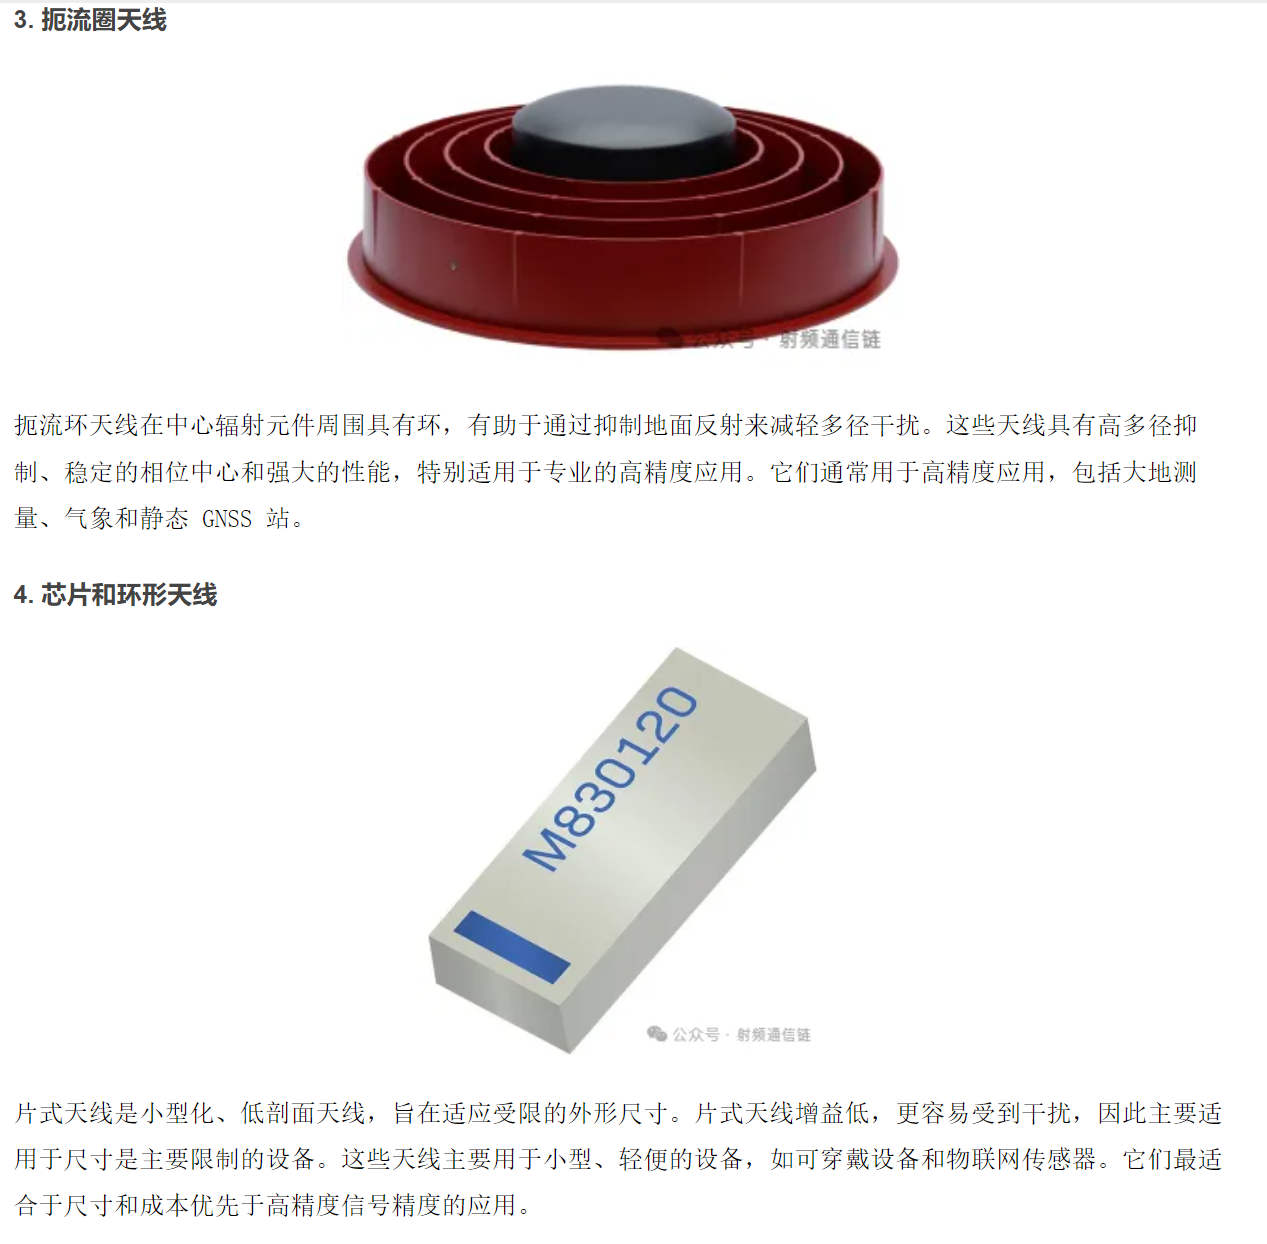 3. 扼流圈天线
公众号 · 射频通信链
扼流环天线在中心辐射元件周围具有环，有助于通过抑制地面反射来减轻多径干扰。这些天线具有高多径抑
制、稳定的相位中心和强大的性能，特别适用于专业的高精度应用。它们通常用于高精度应用，包括大地测
量、气象和静态 GNSS 站。
4. 芯片和环形天线
M830120
公众号 · 射频通信链
片式天线是小型化、低剖面天线，旨在适应受限的外形尺寸。片式天线增益低，更容易受到干扰，因此主要适
用于尺寸是主要限制的设备。这些天线主要用于小型、轻便的设备，如可穿戴设备和物联网传感器。它们最适
合于尺寸和成本优先于高精度信号精度的应用。